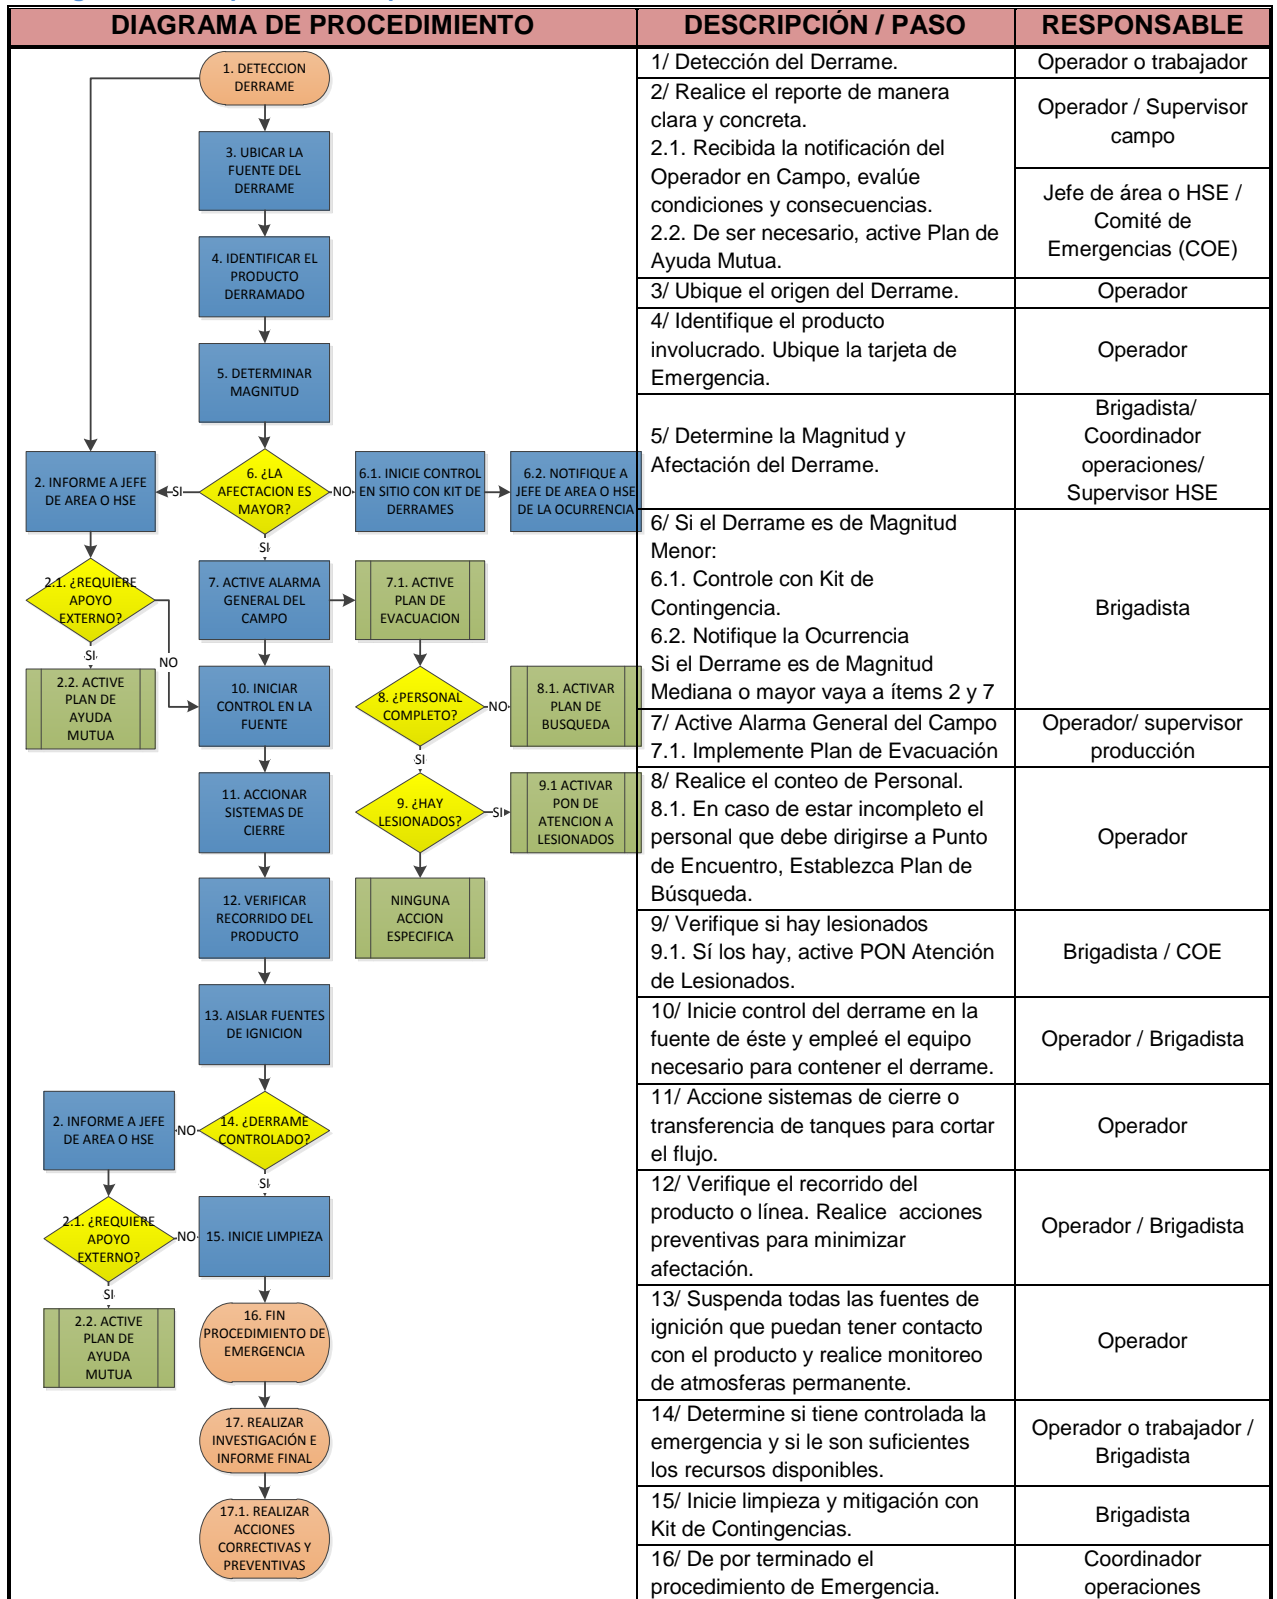 DIAGRAMA DE PROCEDIMIENTO
DESCRIPCIÓN / PASO
RESPONSABLE
1. DETECCION
DERRAME
3. UBICAR LA
FUENTE DEL
DERRAME
4. IDENTIFICAR EL
PRODUCTO
DERRAMADO
5. DETERMINAR
MAGNITUD
2. INFORME A JEFE
DE AREA O HSE
SI
6. ¿LA
AFECTACION ES
MAYOR?
NO
6.1. INICIE CONTROL
EN SITIO CON KIT DE
DERRAMES
6.2. NOTIFIQUE A
JEFE DE AREA O HSE
DE LA OCURRENCIA
SI
2.1. ¿REQUIERE
APOYO
EXTERNO?
SI
NO
2.2. ACTIVE
PLAN DE
AYUDA
MUTUA
7. ACTIVE ALARMA
GENERAL DEL
CAMPO
7.1. ACTIVE
PLAN DE
EVACUACION
10. INICIAR
CONTROL EN LA
FUENTE
8. ¿PERSONAL
COMPLETO?
NO
8.1. ACTIVAR
PLAN DE
BUSQUEDA
SI
11. ACCIONAR
SISTEMAS DE
CIERRE
9. ¿HAY
LESIONADOS?
SI
9.1 ACTIVAR
PON DE
ATENCION A
LESIONADOS
12. VERIFICAR
RECORRIDO DEL
PRODUCTO
NINGUNA
ACCION
ESPECIFICA
13. AISLAR FUENTES
DE IGNICION
2. INFORME A JEFE
DE AREA O HSE
NO
14. ¿DERRAME
CONTROLADO?
SI
2.1. ¿REQUIERE
APOYO
EXTERNO?
NO
15. INICIE LIMPIEZA
SI
2.2. ACTIVE
PLAN DE
AYUDA
MUTUA
16. FIN
PROCEDIMIENTO DE
EMERGENCIA
17. REALIZAR
INVESTIGACIÓN E
INFORME FINAL
17.1. REALIZAR
ACCIONES
CORRECTIVAS Y
PREVENTIVAS
1/ Detección del Derrame.
Operador o trabajador
2/ Realice el reporte de manera
clara y concreta.
2.1. Recibida la notificación del
Operador en Campo, evalúe
condiciones y consecuencias.
2.2. De ser necesario, active Plan de
Ayuda Mutua.
Operador / Supervisor
campo
Jefe de área o HSE /
Comité de
Emergencias (COE)
3/ Ubique el origen del Derrame.
Operador
4/ Identifique el producto
involucrado. Ubique la tarjeta de
Emergencia.
Operador
5/ Determine la Magnitud y
Afectación del Derrame.
Brigadista/
Coordinador
operaciones/
Supervisor HSE
6/ Si el Derrame es de Magnitud
Menor:
6.1. Controle con Kit de
Contingencia.
6.2. Notifique la Ocurrencia
Si el Derrame es de Magnitud
Mediana o mayor vaya a ítems 2 y 7
Brigadista
7/ Active Alarma General del Campo
7.1. Implemente Plan de Evacuación
Operador/ supervisor
producción
8/ Realice el conteo de Personal.
8.1. En caso de estar incompleto el
personal que debe dirigirse a Punto
de Encuentro, Establezca Plan de
Búsqueda.
Operador
9/ Verifique si hay lesionados
9.1. Sí los hay, active PON Atención
de Lesionados.
Brigadista / COE
10/ Inicie control del derrame en la
fuente de éste y empleé el equipo
necesario para contener el derrame.
Operador / Brigadista
11/ Accione sistemas de cierre o
transferencia de tanques para cortar
el flujo.
Operador
12/ Verifique el recorrido del
producto o línea. Realice  acciones
preventivas para minimizar
afectación.
Operador / Brigadista
13/ Suspenda todas las fuentes de
ignición que puedan tener contacto
con el producto y realice monitoreo
de atmosferas permanente.
Operador
14/ Determine si tiene controlada la
emergencia y si le son suficientes
los recursos disponibles.
Operador o trabajador /
Brigadista
15/ Inicie limpieza y mitigación con
Kit de Contingencias.
Brigadista
16/ De por terminado el
procedimiento de Emergencia.
Coordinador
operaciones